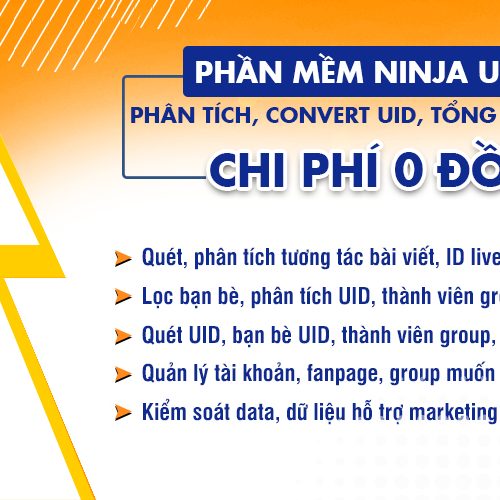 PHẦN MỀM NINJA U
PHÂN TÍCH, CONVERT UID, TỔNG
CHI PHÍ 0 ĐỒ
Quét, phân tích tương tác bài viết, ID live
Lọc bạn bè, phân tích UID, thành viên gr
Quét UID, bạn bè UID, thành viên group,
Quản lý tài khoản, fanpage, group muốn
Kiểm soát data, dữ liệu hỗ trợ marketing